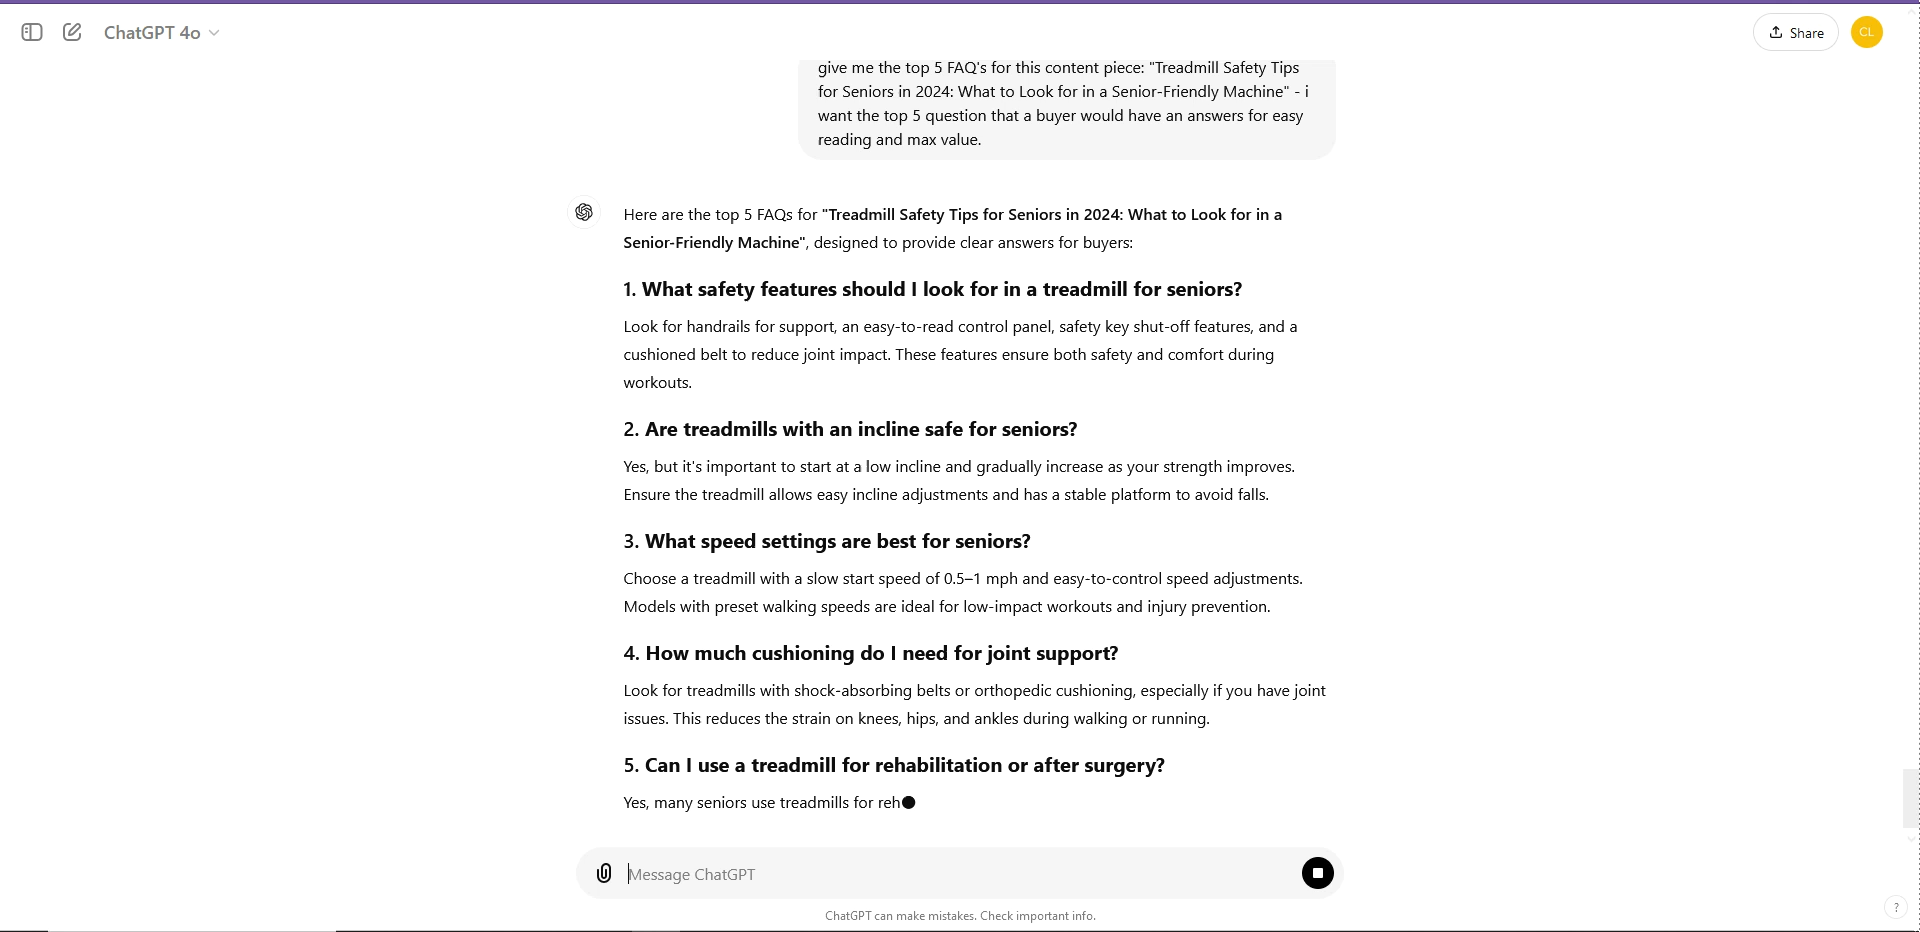 ChatGPT 4o
Share
CL
give me the top 5 FAQ's for this content piece: "Treadmill Safety Tips
for Seniors in 2024: What to Look for in a Senior-Friendly Machine" - i
want the top 5 question that a buyer would have an answers for easy
reading and max value.
Here are the top 5 FAQs for "Treadmill Safety Tips for Seniors in 2024: What to Look for in a
Senior-Friendly Machine", designed to provide clear answers for buyers:
1. What safety features should I look for in a treadmill for seniors?
Look for handrails for support, an easy-to-read control panel, safety key shut-off features, and a
cushioned belt to reduce joint impact. These features ensure both safety and comfort during
workouts.
2. Are treadmills with an incline safe for seniors?
Yes, but it's important to start at a low incline and gradually increase as your strength improves.
Ensure the treadmill allows easy incline adjustments and has a stable platform to avoid falls.
3. What speed settings are best for seniors?
Choose a treadmill with a slow start speed of 0.5–1 mph and easy-to-control speed adjustments.
Models with preset walking speeds are ideal for low-impact workouts and injury prevention.
4. How much cushioning do I need for joint support?
Look for treadmills with shock-absorbing belts or orthopedic cushioning, especially if you have joint
issues. This reduces the strain on knees, hips, and ankles during walking or running.
5. Can I use a treadmill for rehabilitation or after surgery?
Yes, many seniors use treadmills for reh
Message ChatGPT
ChatGPT can make mistakes. Check important info.
?